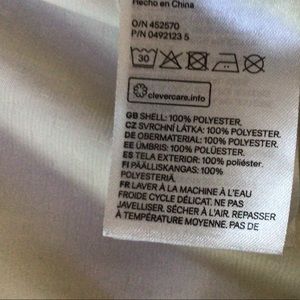 Hecho en China
O/N 452570
P/N 0492123 5
30
clevercare.info
GB SHELL: 100% POLYESTER.
CZ SVRCHNÍ LÁTKA: 100% POLYESTER.
DE OBERMATERIAL: 100% POLYESTER.
EE ÜMBRIS: 100% POLÜESTER.
ES TELA EXTERIOR: 100% poliéster.
FI PÄÄLLISKANGAS: 100%
POLYESTERIÄ.
FR LAVER À LA MACHINE À L'EAU
FROIDE CYCLE DÉLICAT. NE PAS
JAVELLISER. SÉCHER À L'AIR. REPASSER
À TEMPÉRATURE MOYENNE. PAS DE